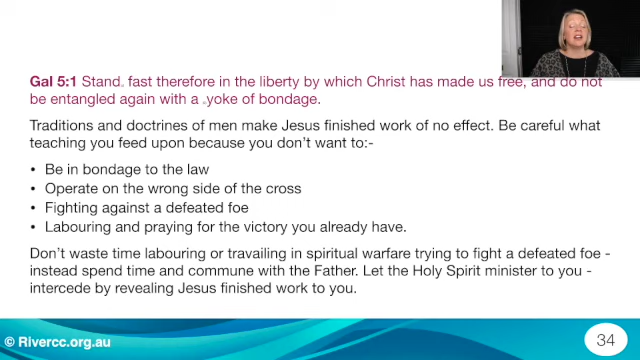 Gal 5:1 Stand fast therefore in the liberty by which Christ has made us free, and do not
be entangled again with a yoke of bondage.
Traditions and doctrines of men make Jesus finished work of no effect. Be careful what
teaching you feed upon because you don't want to:-
• Be in bondage to the law
• Operate on the wrong side of the cross
• Fighting against a defeated foe
• Labouring and praying for the victory you already have.
Don't waste time labouring or travailing in spiritual warfare trying to fight a defeated foe -
instead spend time and commune with the Father. Let the Holy Spirit minister to you -
intercede by revealing Jesus finished work to you.
© Rivercc.org.au
34